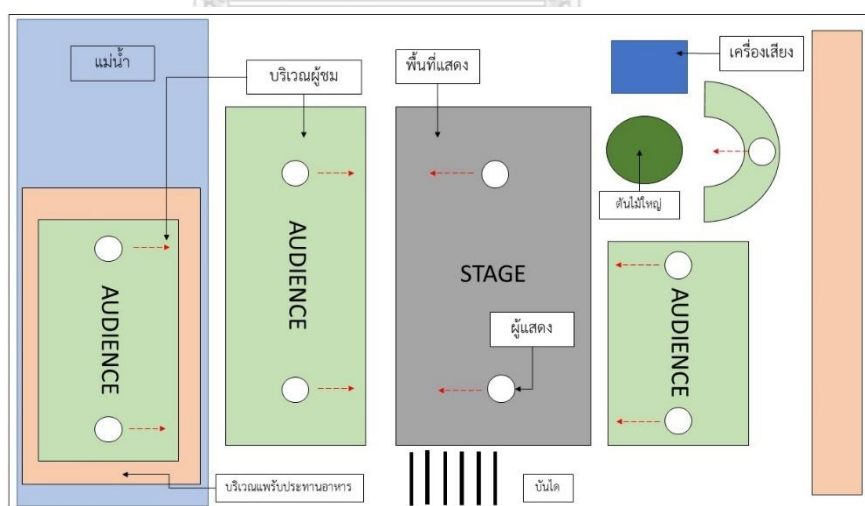 แม่น้ำ
บริเวณผู้ชม
พื้นที่แสดง
เครื่องเสียง
ต้นไม้ใหญ่
AUDIENCE
AUDIENCE
STAGE
AUDIENCE
ผู้แสดง
บริเวณแพรับประทานอาหาร
บันได